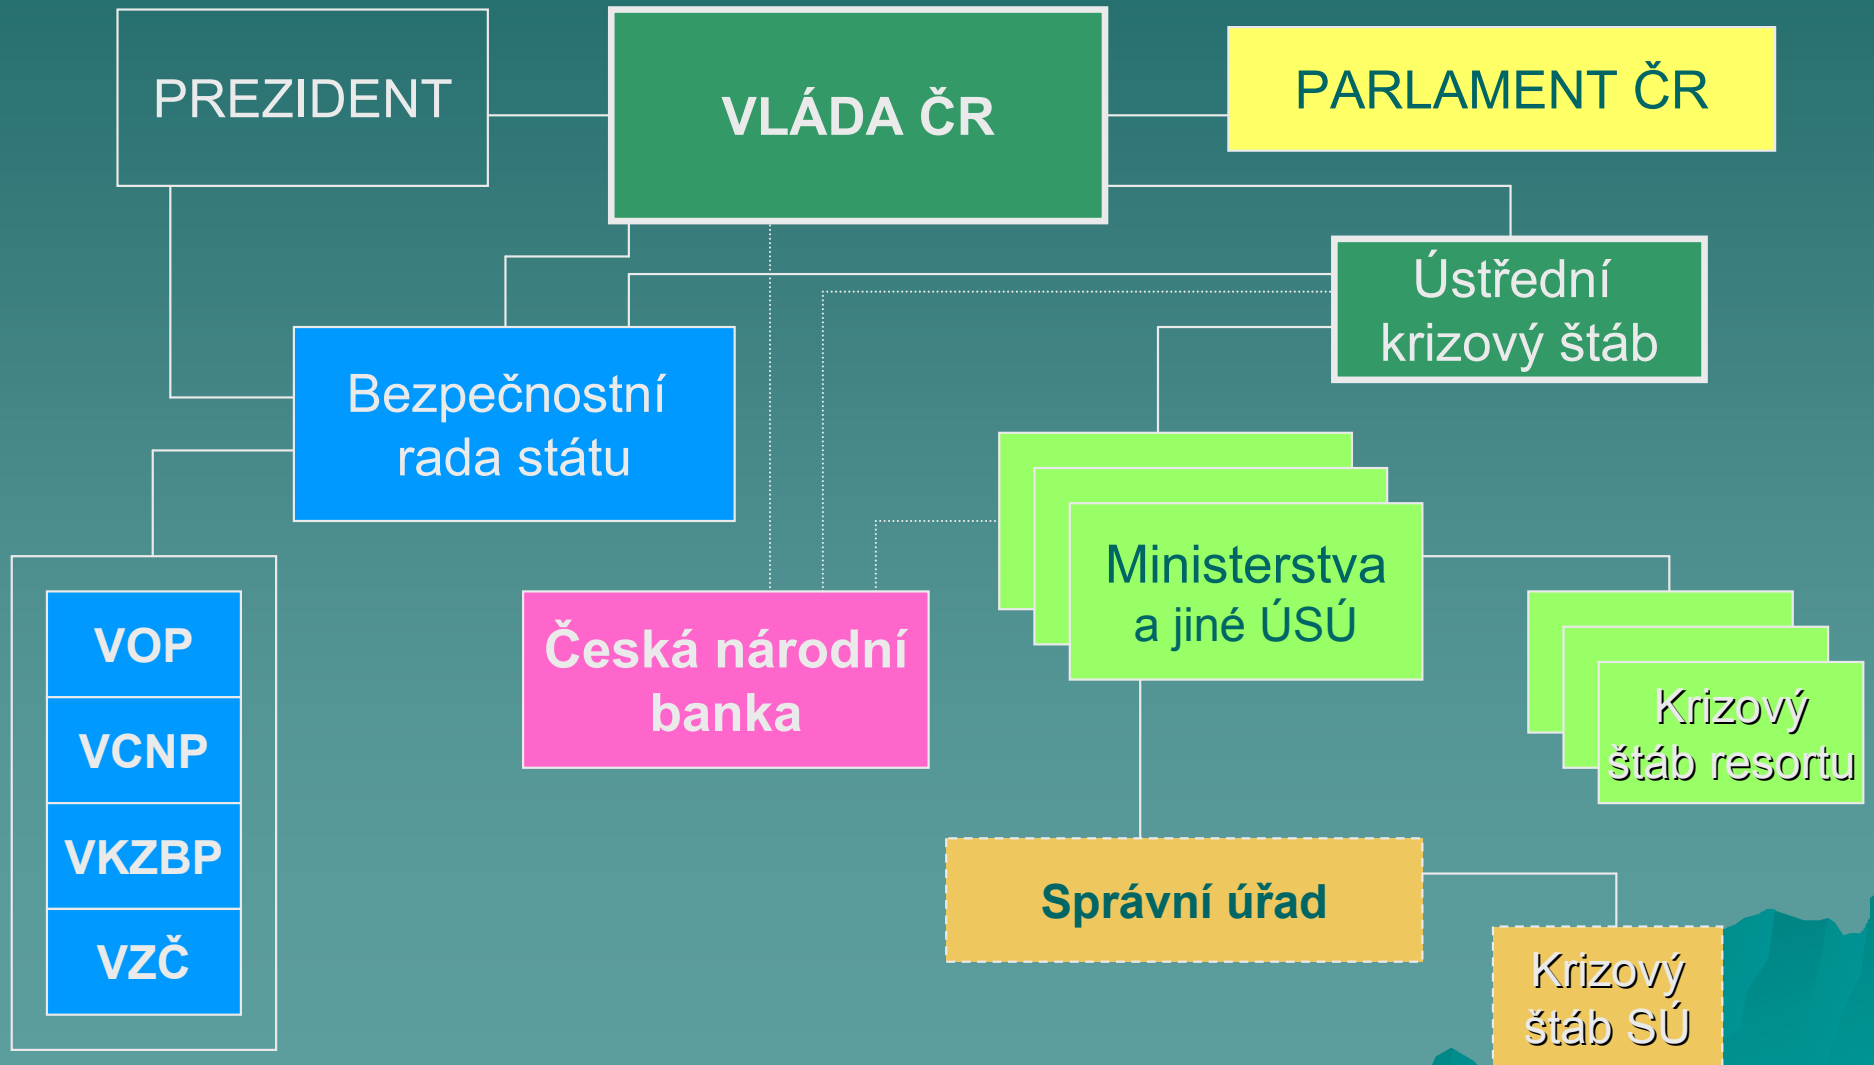 PREZIDENT
VLÁDA ČR
PARLAMENT ČR
Ústřední
krizový štáb
Bezpečnostní
rada státu
Ministerstva
a jiné ÚSÚ
Česká národní
banka
VOP
VCNP
VKZBP
VZČ
Krizový
štáb resortu
Správní úřad
Krizový
štáb SÚ